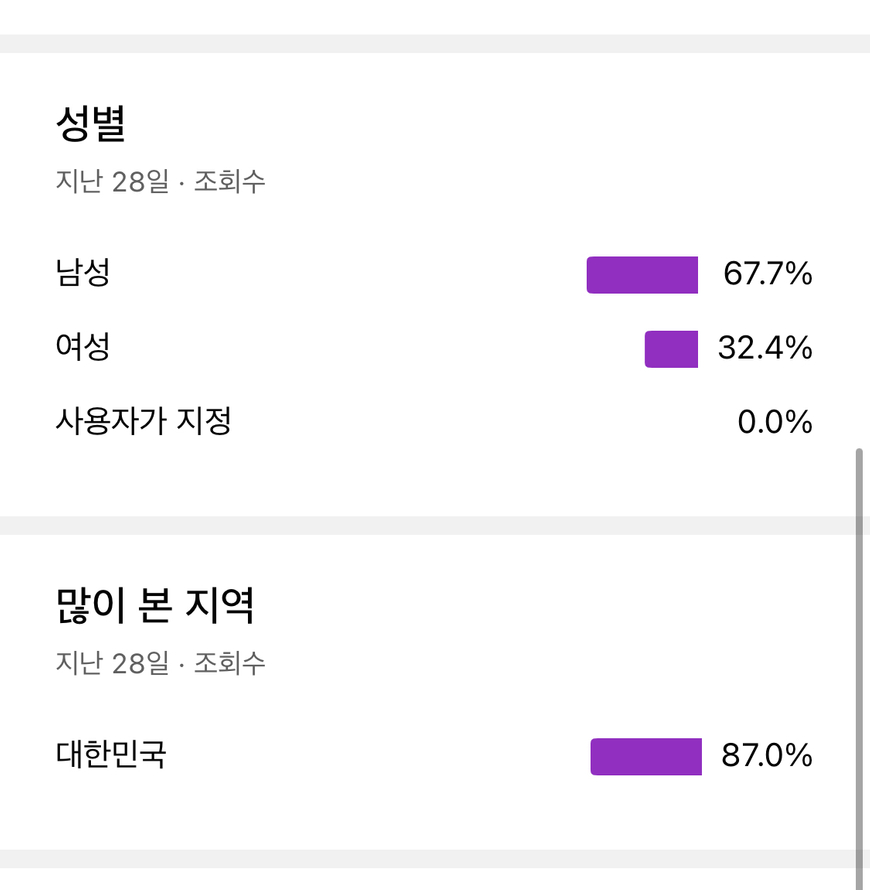 성별
지난 28일 · 조회수
남성 67.7%
여성 32.4%
사용자가 지정 0.0%
많이 본 지역
지난 28일 · 조회수
대한민국 87.0%